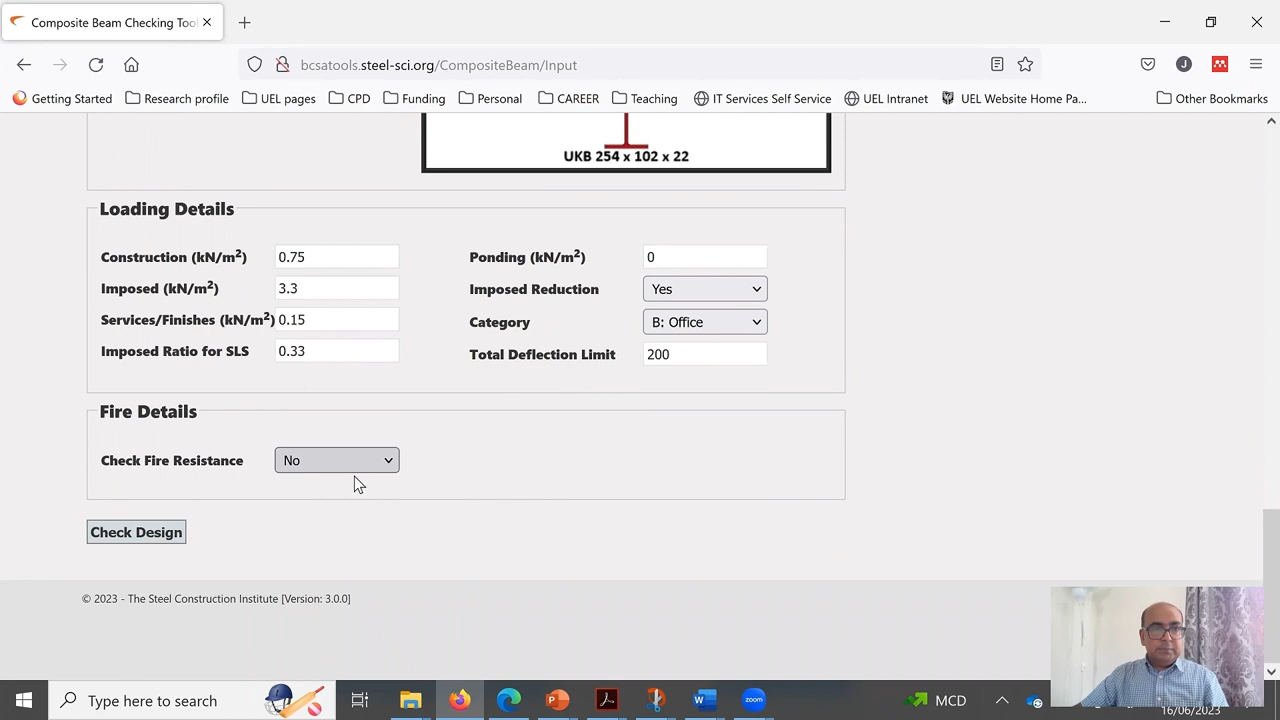 Composite Beam Checking Too
bcsatools.steel-sci.org/CompositeBeam/Input
Getting Started Research profile UEL pages CPD Funding Personal CAREER Teaching IT Services Self Service UEL Intranet UEL Website Home Pa... Other Bookmarks
UKB 254 x 102 x 22
Loading Details
Construction (kN/m2) 0.75 Ponding (kN/m2) 0
Imposed (kN/m2) 3.3 Imposed Reduction Yes
Services/Finishes (kN/m2) 0.15 Category B: Office
Imposed Ratio for SLS 0.33 Total Deflection Limit 200
Fire Details
Check Fire Resistance No
Check Design
© 2023 - The Steel Construction Institute [Version: 3.0.0]
Type here to search MCD
16/06/2023